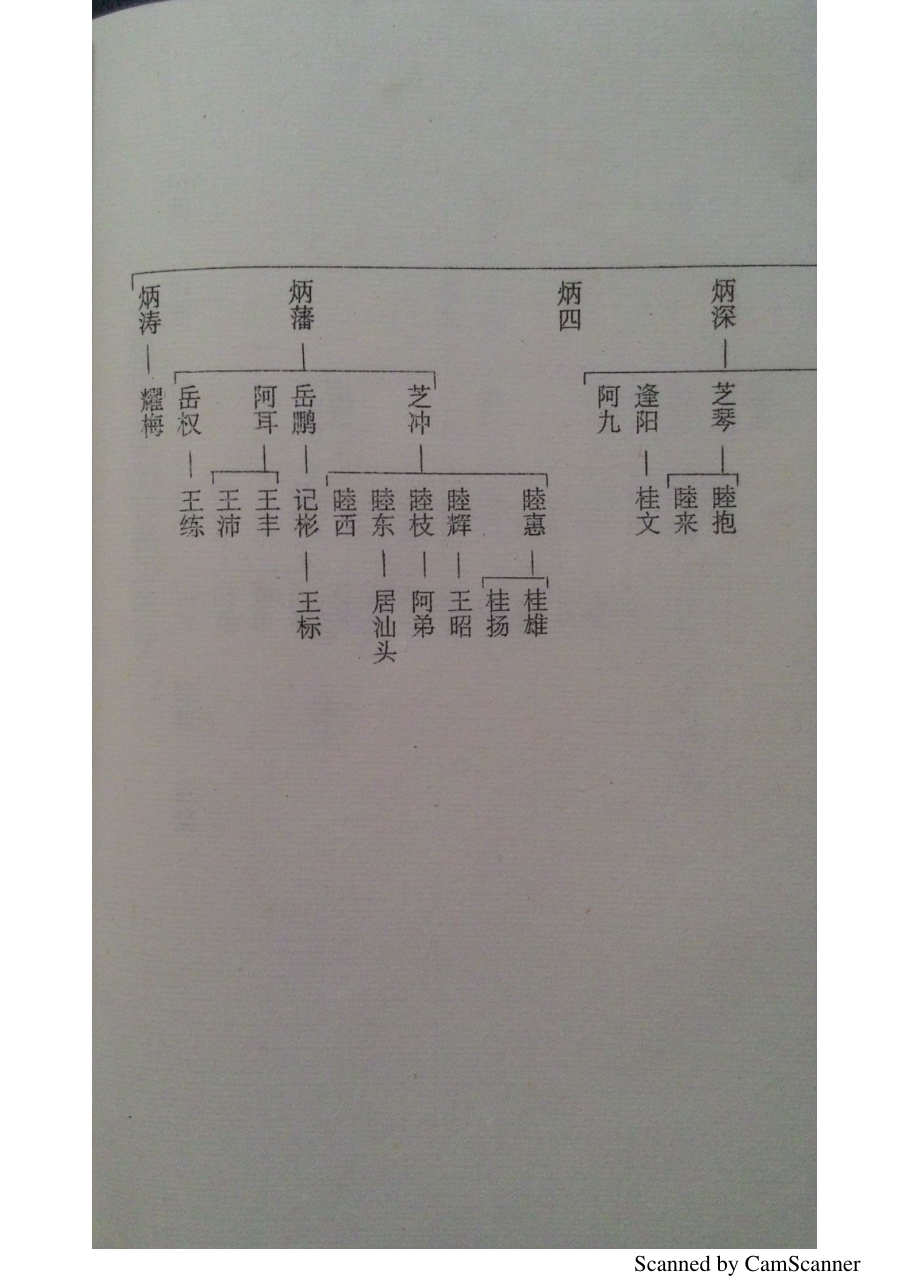 炳深
炳四
炳藩
炳涛
芝琴
逢阳
阿九
芝冲
岳鹏
阿耳
岳权
耀梅
睦抱
睦来
桂文
睦惠
睦辉
睦枝
睦东
睦西
记彬
王丰
王沛
王练
桂雄
桂扬
王昭
阿弟
居汕头
王标
Scanned by CamScanner